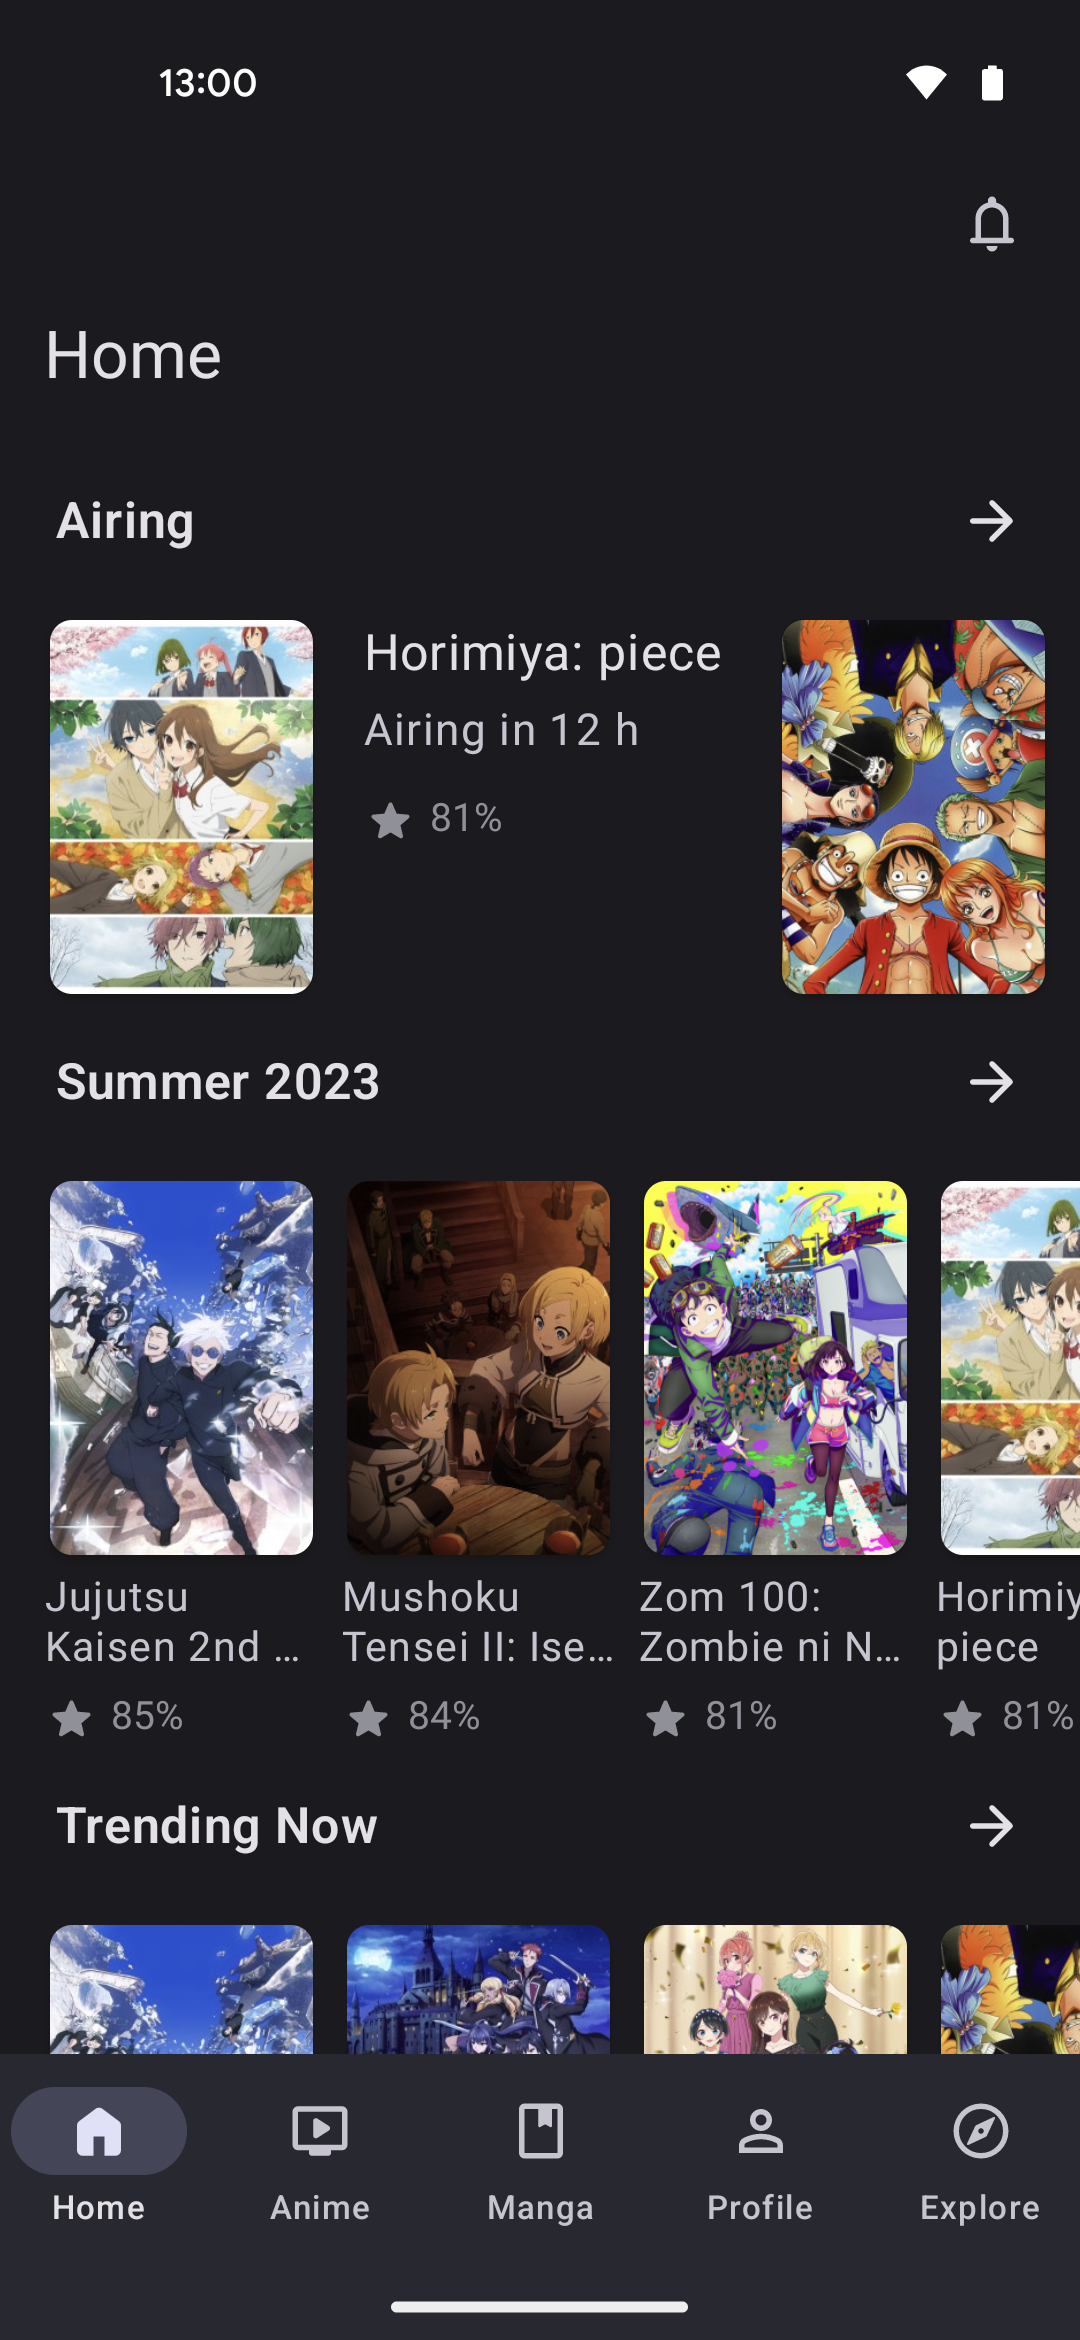 13:00
Home
Airing
Horimiya: piece
Airing in 12 h
81%
Summer 2023
Jujutsu
Kaisen 2nd ...
85%
Mushoku
Tensei II: Ise...
84%
Zom 100:
Zombie ni N...
81%
Horimiy
piece
81%
Trending Now
Home
Anime
Manga
Profile
Explore